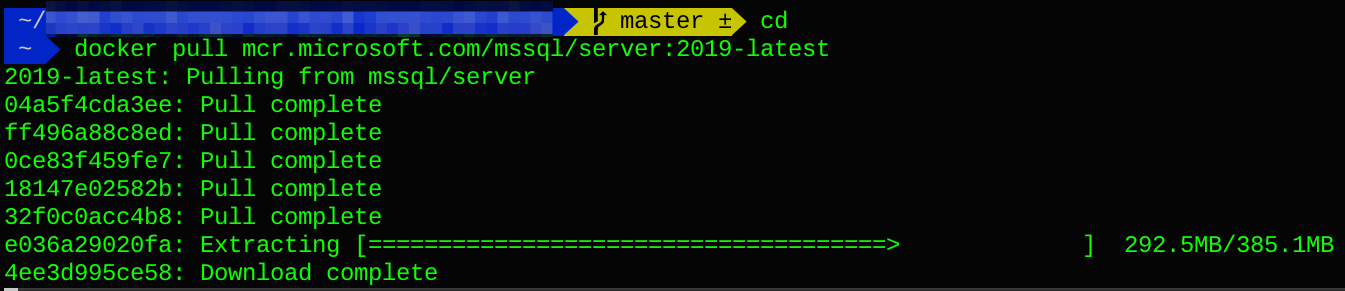 ~/ master ± cd
~ docker pull mcr.microsoft.com/mssql/server:2019-latest
2019-latest: Pulling from mssql/server
04a5f4cda3ee: Pull complete
ff496a88c8ed: Pull complete
0ce83f459fe7: Pull complete
18147e02582b: Pull complete
32f0c0acc4b8: Pull complete
e036a29020fa: Extracting [=====================================>             ]  292.5MB/385.1MB
4ee3d995ce58: Download complete